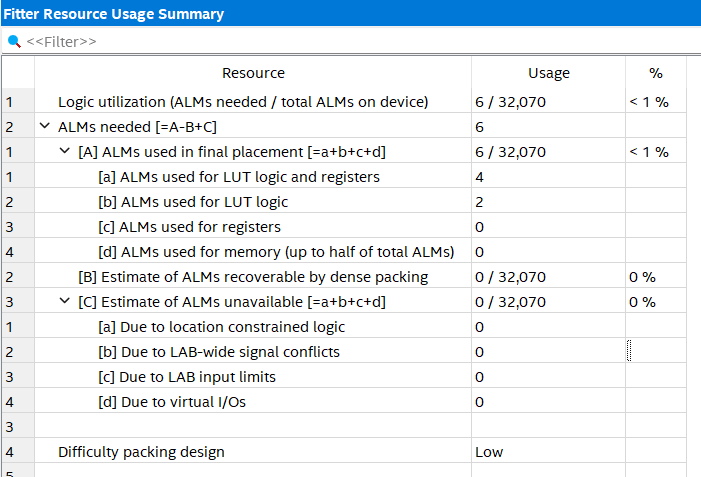 Fitter Resource Usage Summary
<<Filter>>
Resource Usage %
1 Logic utilization (ALMs needed / total ALMs on device) 6 / 32,070 < 1 %
2 ALMs needed [=A-B+C] 6
1 [A] ALMs used in final placement [=a+b+c+d] 6 / 32,070 < 1 %
1 [a] ALMs used for LUT logic and registers 4
2 [b] ALMs used for LUT logic 2
3 [c] ALMs used for registers 0
4 [d] ALMs used for memory (up to half of total ALMs) 0
2 [B] Estimate of ALMs recoverable by dense packing 0 / 32,070 0 %
3 [C] Estimate of ALMs unavailable [=a+b+c+d] 0 / 32,070 0 %
1 [a] Due to location constrained logic 0
2 [b] Due to LAB-wide signal conflicts 0
3 [c] Due to LAB input limits 0
4 [d] Due to virtual I/Os 0
3
4 Difficulty packing design Low
5